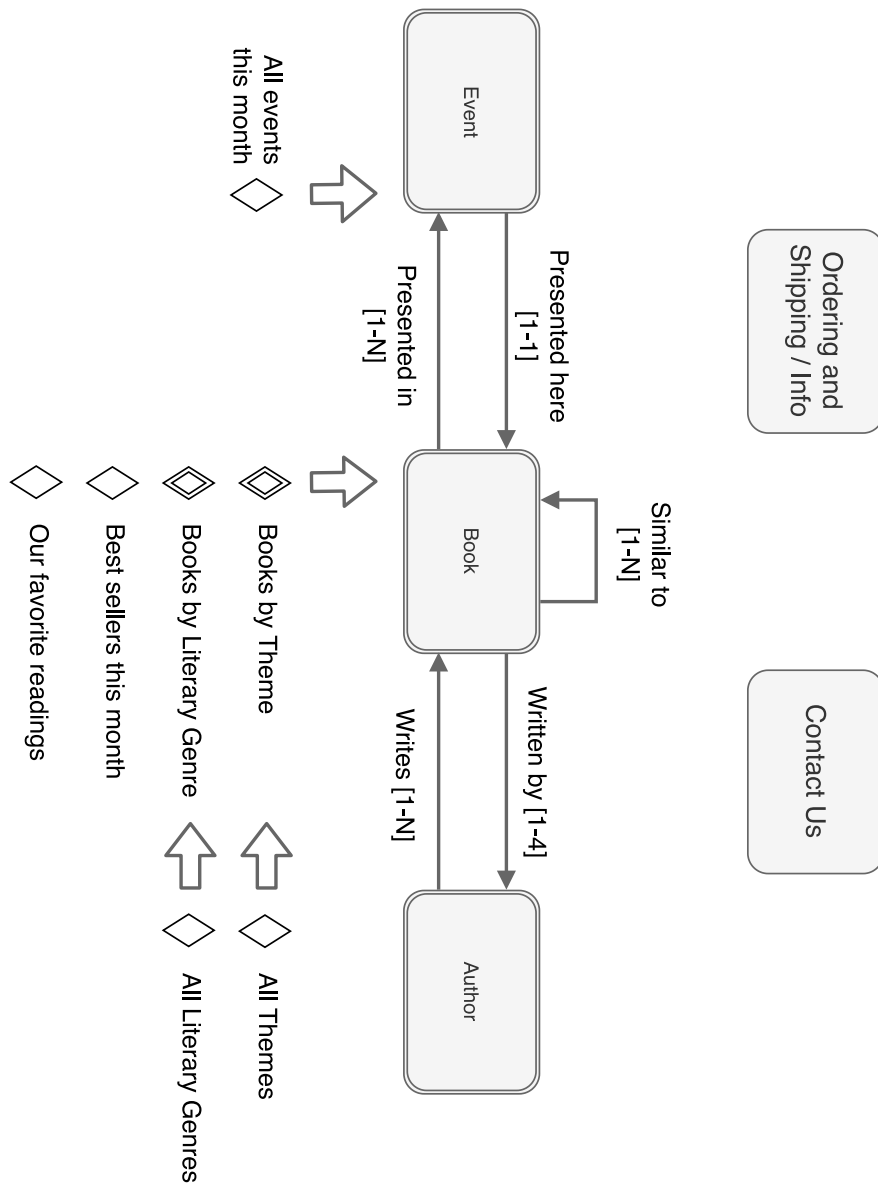 Ordering and
Shipping / Info
Contact Us
Similar to
[1-N]
Presented here
[1-1]
Written by [1-4]
Event
Book
Author
Presented in
[1-N]
Writes [1-N]
All events
this month
Books by Theme
All Themes
Books by Literary Genre
All Literary Genres
Best sellers this month
Our favorite readings